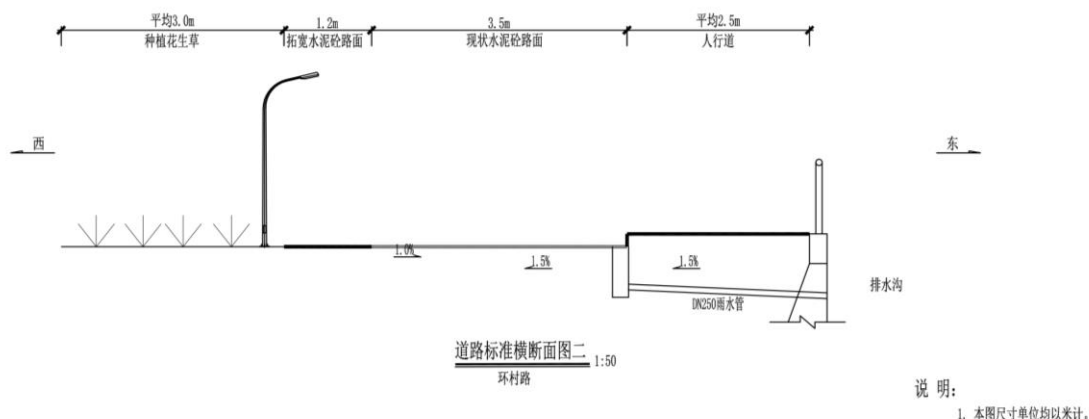 平均3.0m
1.2m
3.5m
平均2.5m
种植花生草
拓宽水泥砼路面
现状水泥砼路面
人行道
西
东
1.0%
1.5%
1.5%
排水沟
DN250雨水管
道路标准横断面图二 1:50
环村路
说 明:
1. 本图尺寸单位均以米计。